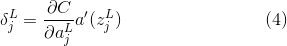 δ_j^L = ∂C/∂a_j^L a′(z_j^L) (4)